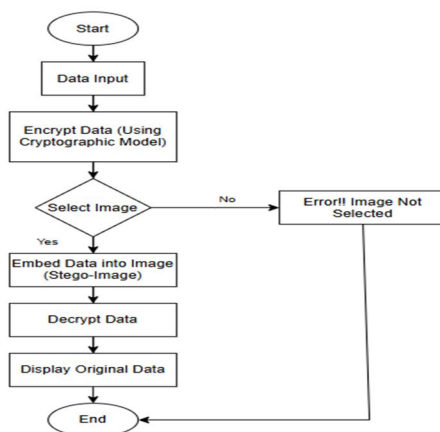 Start
Data Input
Encrypt Data (Using
Cryptographic Model)
Select Image
No
Error!! Image Not
Selected
Yes
Embed Data into Image
(Stego-Image)
Decrypt Data
Display Original Data
End